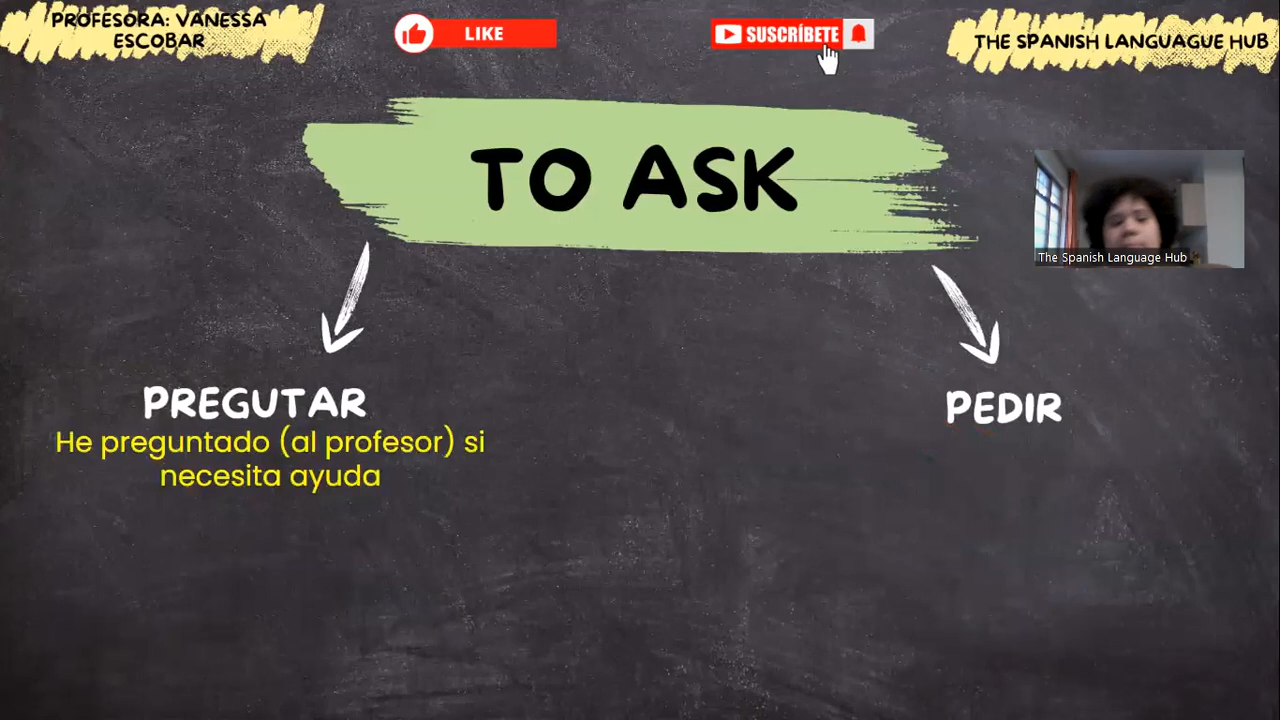 PROFESORA: VANESSA
ESCOBAR
LIKE
SUSCRÍBETE
THE SPANISH LANGUAGUE HUB
TO ASK
The Spanish Language Hub
PREGUTAR
He preguntado (al profesor) si
necesita ayuda
PEDIR